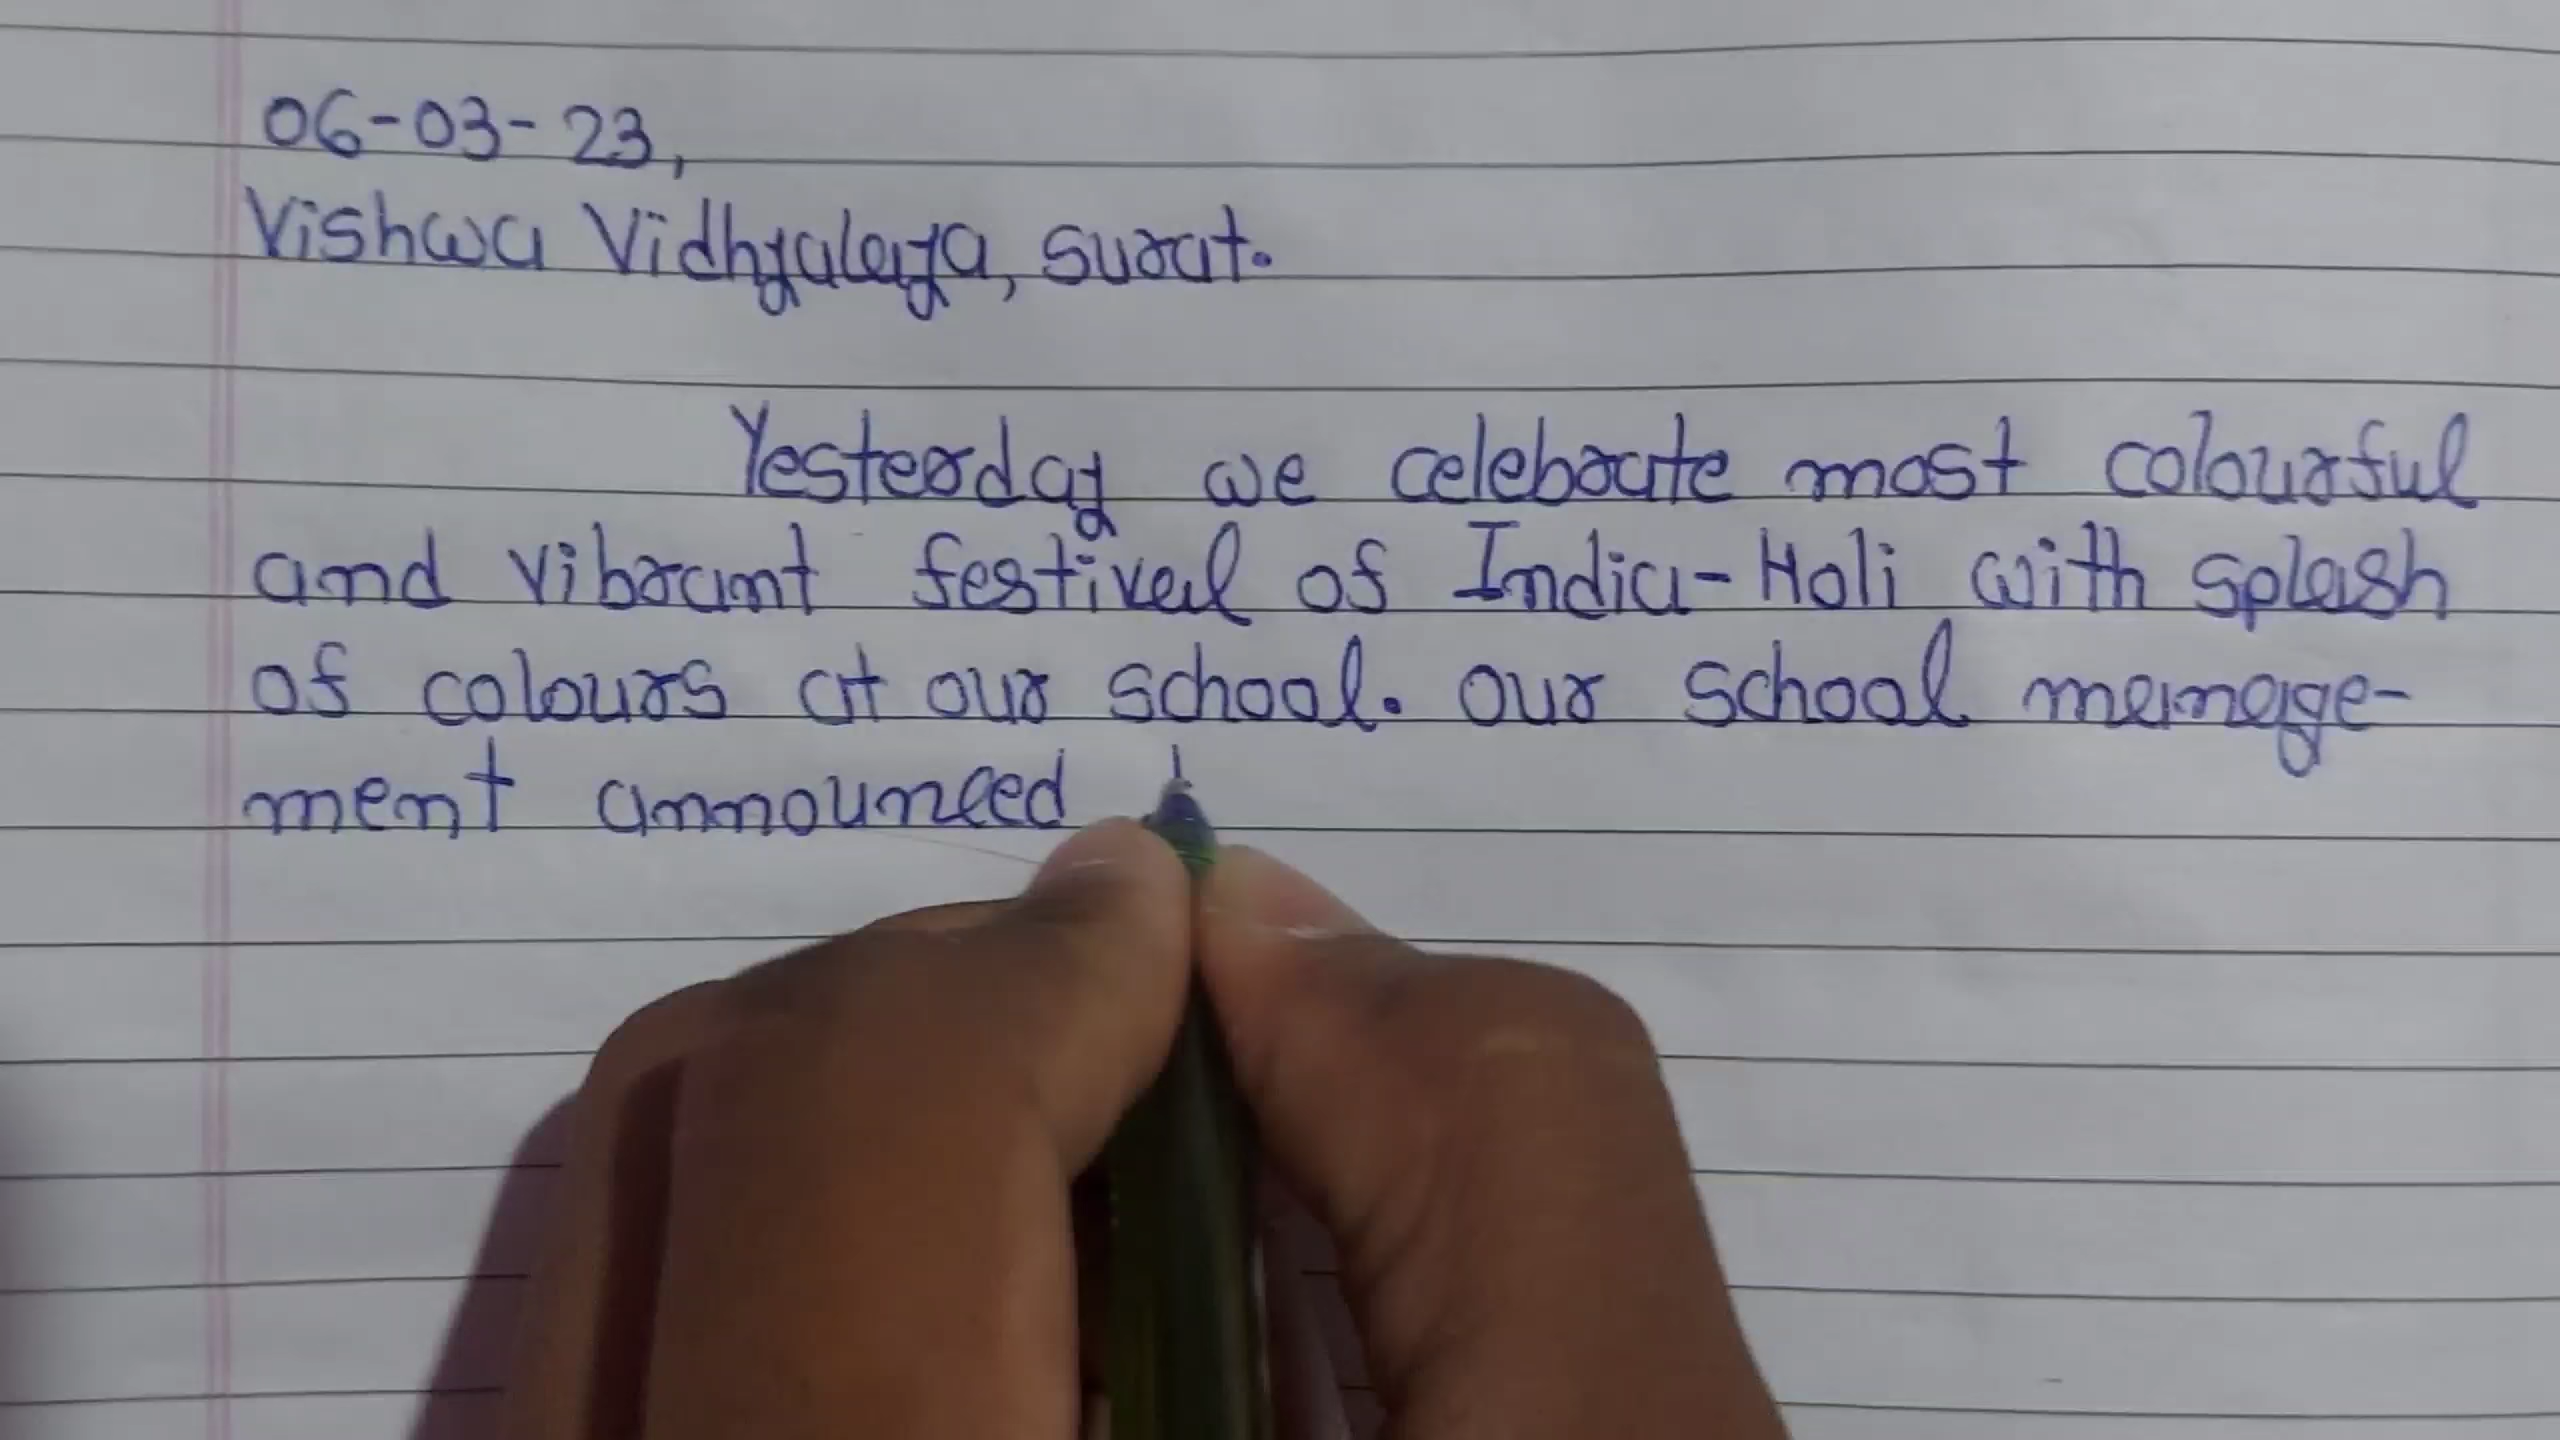 06-03-23,
Vishwa Vidhyalaya, Surat.
Yesterday we celebrate most colourful
and vibrant festival of India-Holi with splash
of colours at our school. Our school manage-
ment announced